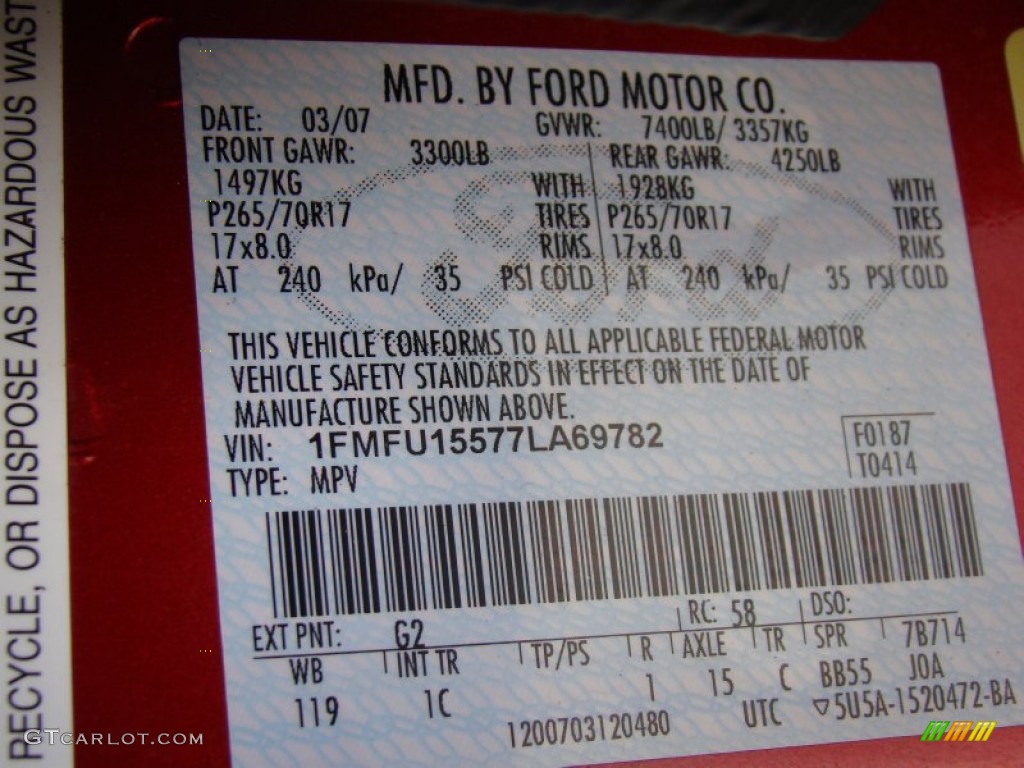 RECYCLE, OR DISPOSE AS HAZARDOUS WAST
MFD. BY FORD MOTOR CO.
DATE: 03/07 GVWR: 7400LB/ 3357KG
FRONT GAWR: 3300LB REAR GAWR: 4250LB
1497KG WITH 1928KG WITH
P265/70R17 TIRES P265/70R17 TIRES
17x8.0 RIMS 17x8.0 RIMS
AT 240 kPa/ 35 PSI COLD AT 240 kPa/ 35 PSI COLD
Ford
THIS VEHICLE CONFORMS TO ALL APPLICABLE FEDERAL MOTOR
VEHICLE SAFETY STANDARDS IN EFFECT ON THE DATE OF
MANUFACTURE SHOWN ABOVE.
VIN: 1FMFU15577LA69782 F0187
TYPE: MPV T0414
EXT PNT: G2 RC: 58 DSO:
WB INT TR TP/PS R AXLE TR SPR 7B714
119 1C 1 15 C BB55 J0A
1200703120480 UTC ▽5U5A-1520472-BA
GTCARLOT.COM